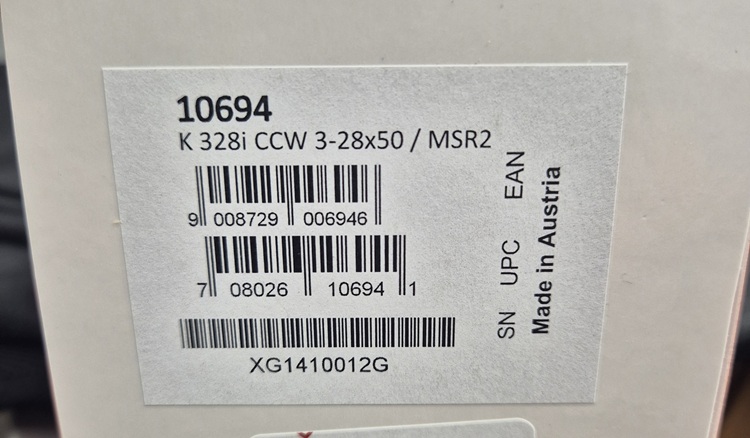 10694
K 328i CCW 3-28x50 / MSR2
9 008729 006946
7 08026 10694 1
XG1410012G
SN UPC EAN
Made in Austria